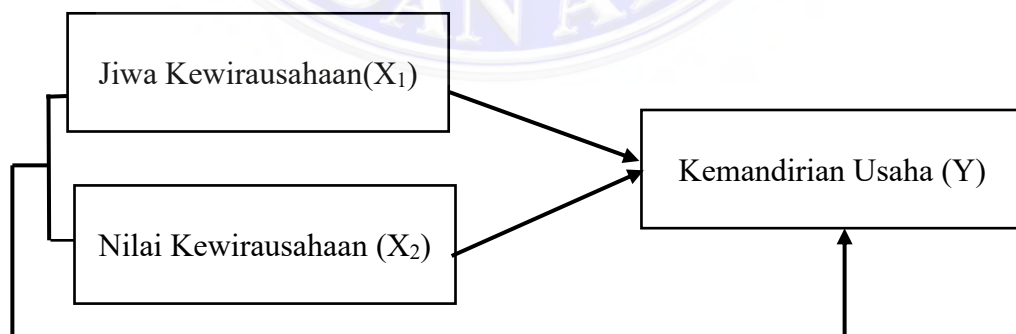 Jiwa Kewirausahaan(X₁)
Kemandirian Usaha (Y)
Nilai Kewirausahaan (X₂)